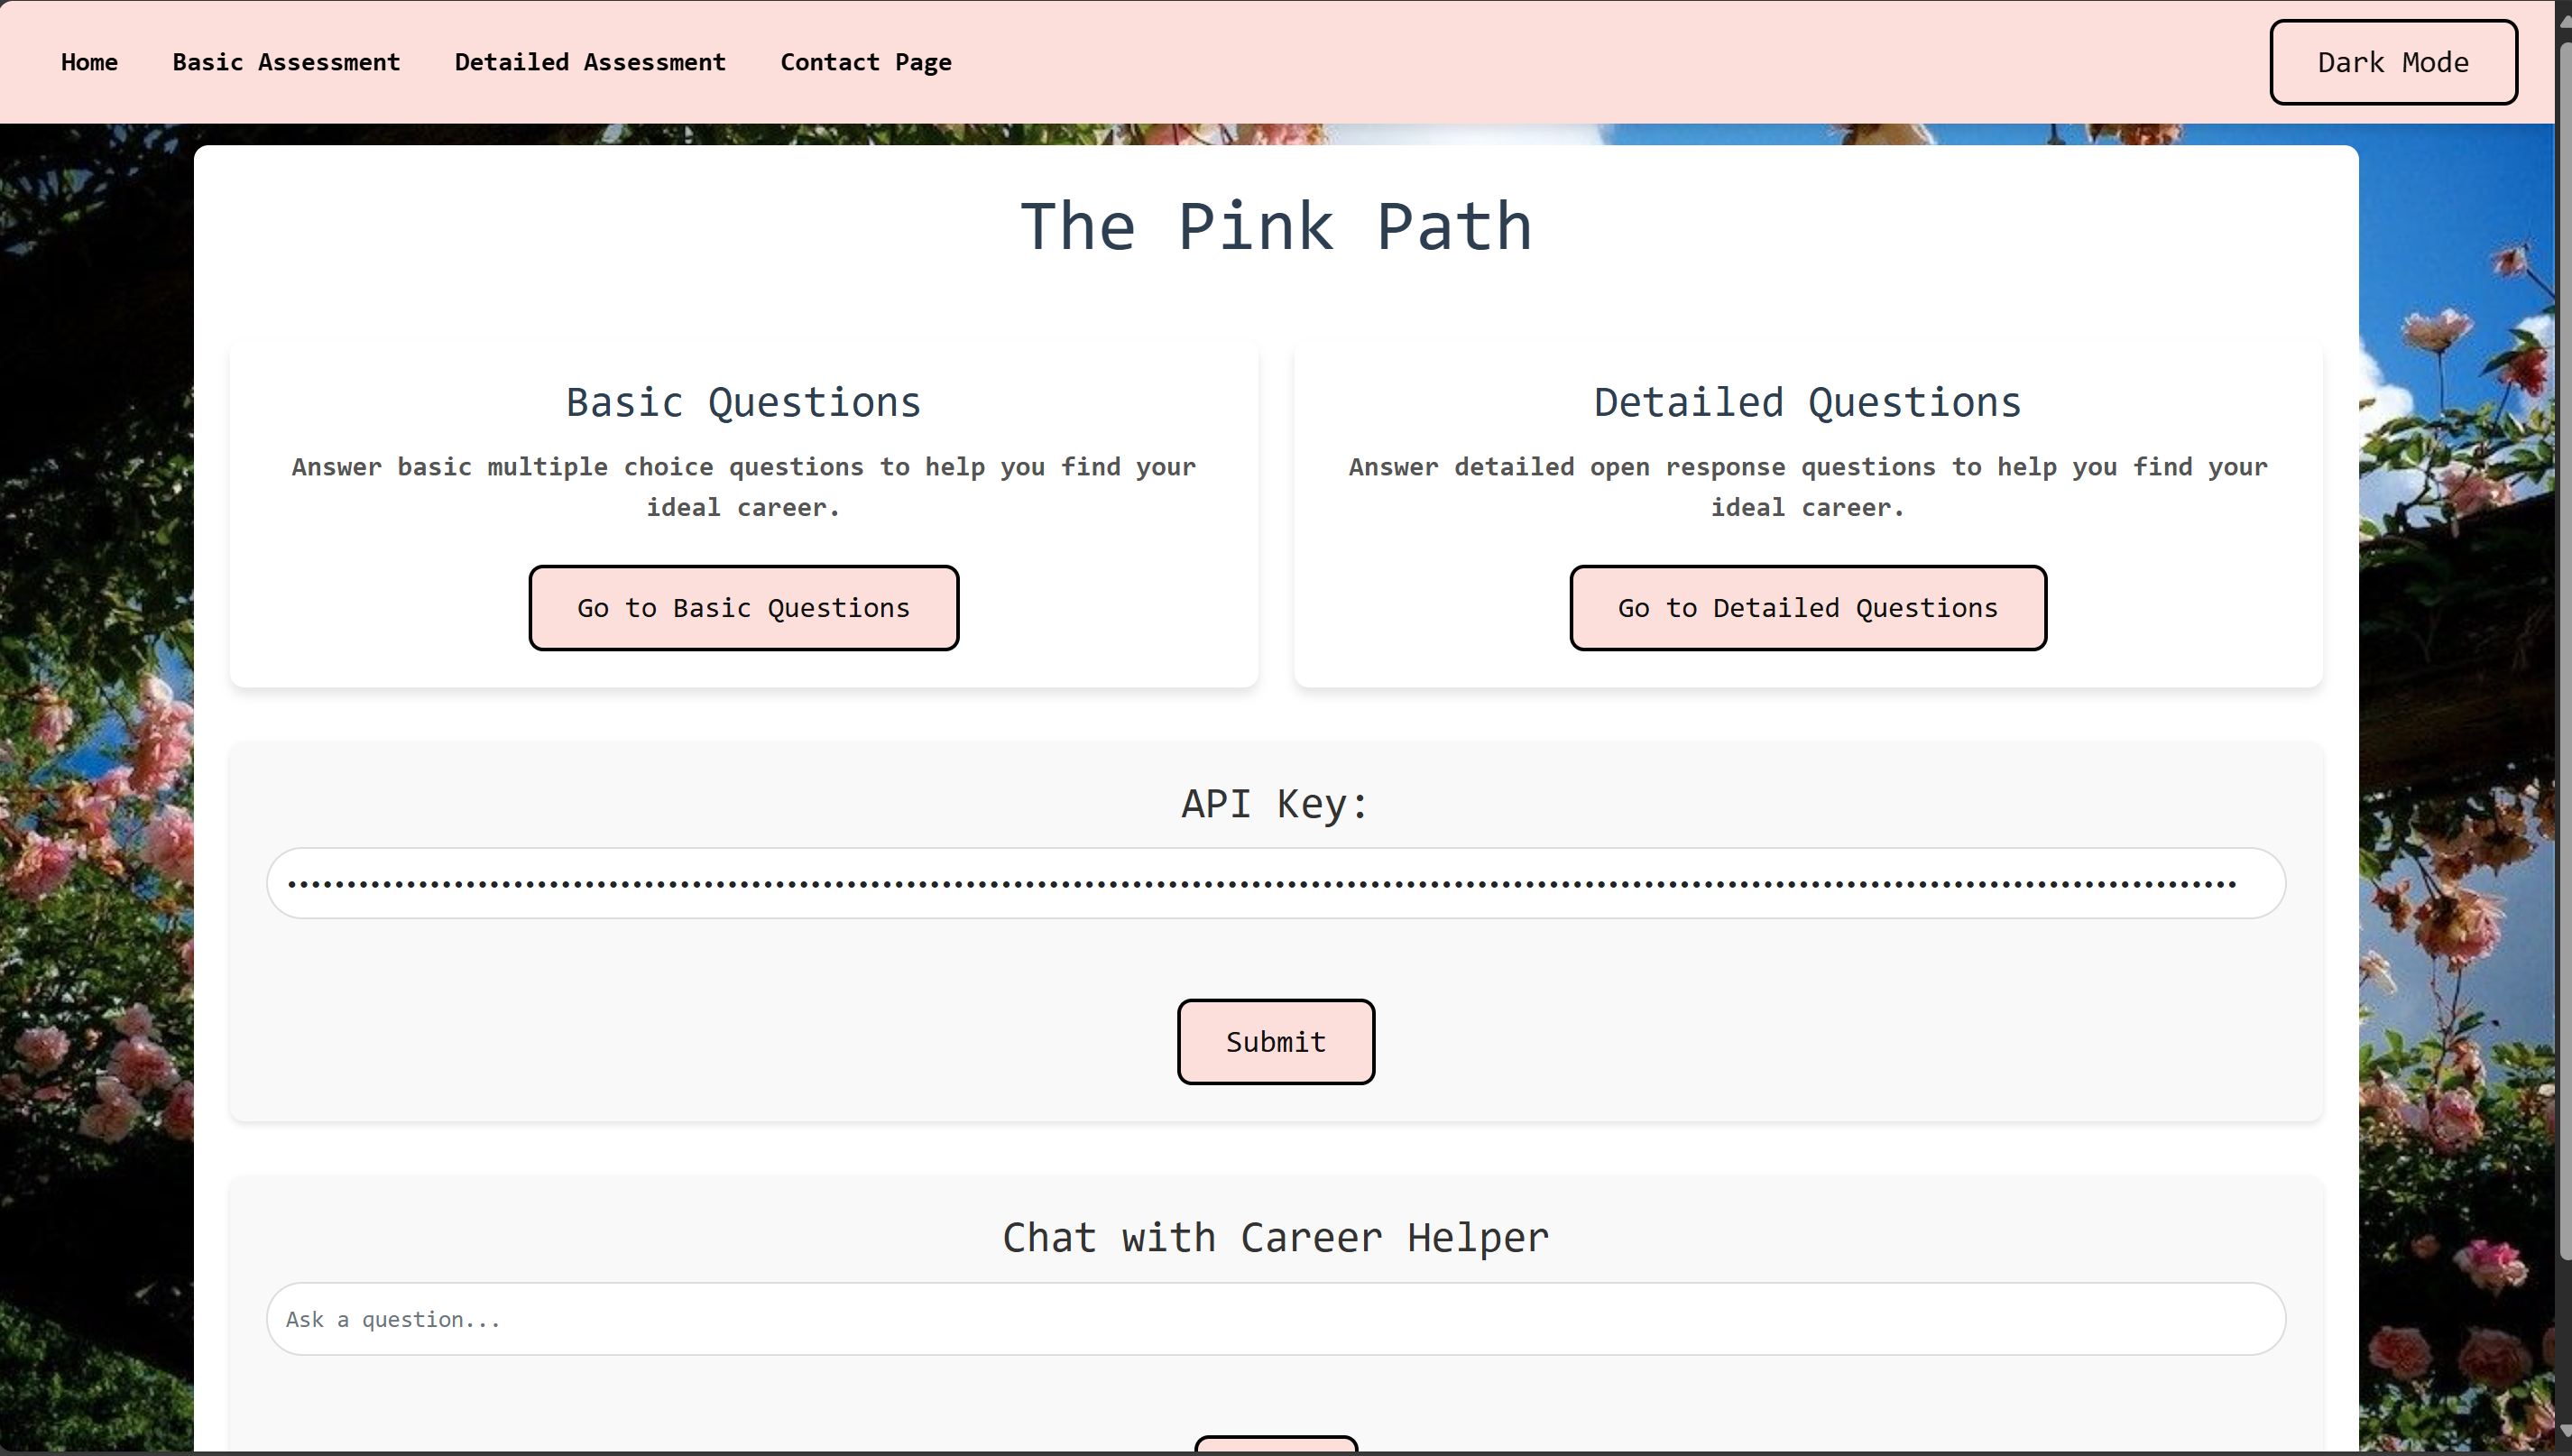 Home Basic Assessment Detailed Assessment Contact Page Dark Mode
The Pink Path
Basic Questions
Answer basic multiple choice questions to help you find your
ideal career.
Go to Basic Questions
Detailed Questions
Answer detailed open response questions to help you find your
ideal career.
Go to Detailed Questions
API Key:
Submit
Chat with Career Helper
Ask a question...